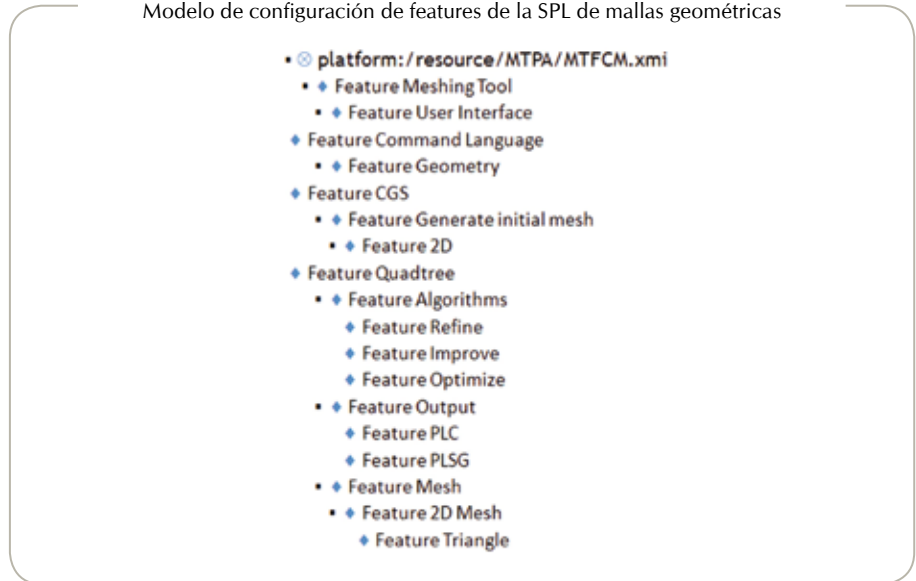 Modelo de configuración de features de la SPL de mallas geométricas
platform:/resource/MTPA/MTFCM.xmi
Feature Meshing Tool
Feature User Interface
Feature Command Language
Feature Geometry
Feature CGS
Feature Generate initial mesh
Feature 2D
Feature Quadtree
Feature Algorithms
Feature Refine
Feature Improve
Feature Optimize
Feature Output
Feature PLC
Feature PLSG
Feature Mesh
Feature 2D Mesh
Feature Triangle